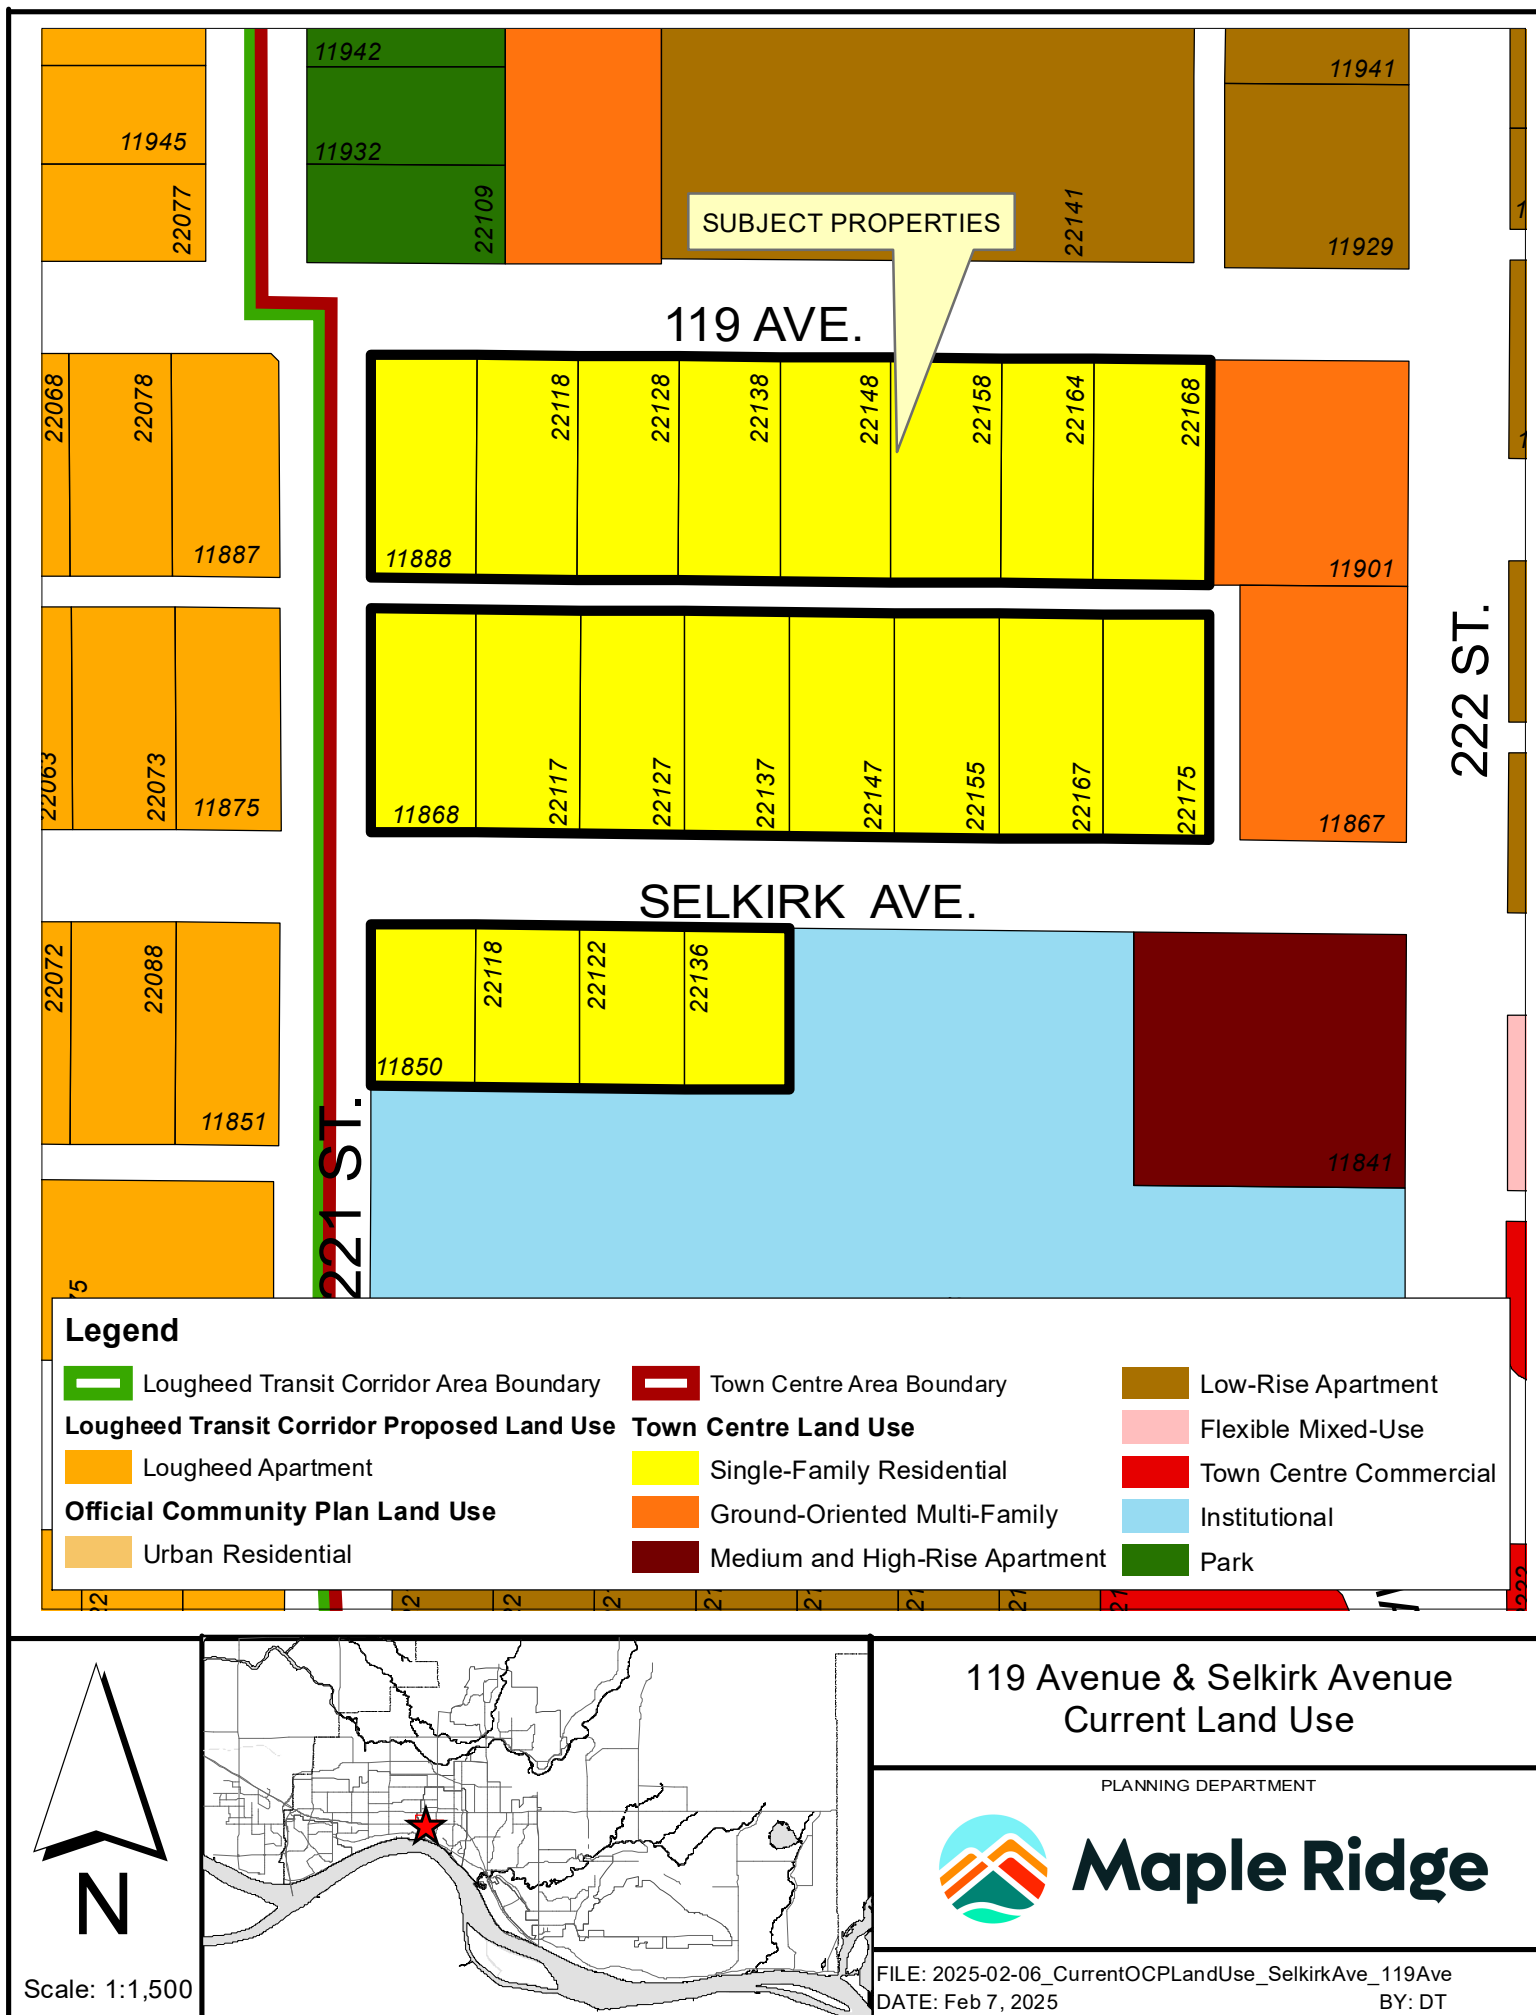 11942
11941
11945
11932
22077
22109
22141
SUBJECT PROPERTIES
11929
119 AVE.
22068
22078
22118
22128
22138
22148
22158
22164
22168
11887
11888
11901
222 ST.
22063
22073
22117
22127
22137
22147
22155
22167
22175
11875
11868
11867
SELKIRK AVE.
22072
22088
22118
22122
22136
11850
11851
11841
221 ST.
Legend
Lougheed Transit Corridor Area Boundary
Lougheed Transit Corridor Proposed Land Use
Lougheed Apartment
Official Community Plan Land Use
Urban Residential
Town Centre Area Boundary
Town Centre Land Use
Single-Family Residential
Ground-Oriented Multi-Family
Medium and High-Rise Apartment
Low-Rise Apartment
Flexible Mixed-Use
Town Centre Commercial
Institutional
Park
N
Scale: 1:1,500
119 Avenue & Selkirk Avenue
Current Land Use
PLANNING DEPARTMENT
Maple Ridge
FILE: 2025-02-06_CurrentOCPLandUse_SelkirkAve_119Ave
DATE: Feb 7, 2025
BY: DT